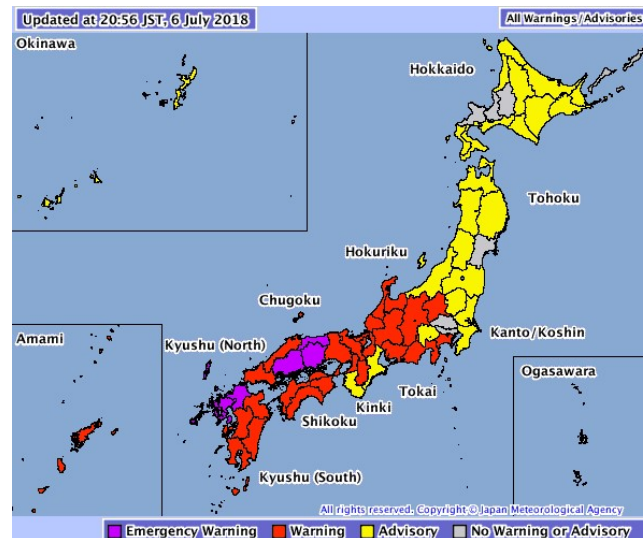 Updated at 20:56 JST, 6 July 2018
All Warnings/Advisories
Okinawa
Hokkaido
Tohoku
Hokuriku
Chugoku
Amami
Kyushu (North)
Kanto/Koshin
Ogasawara
Tokai
Kinki
Shikoku
Kyushu (South)
All rights reserved. Copyright © Japan Meteorological Agency
Emergency Warning Warning Advisory No Warning or Advisory